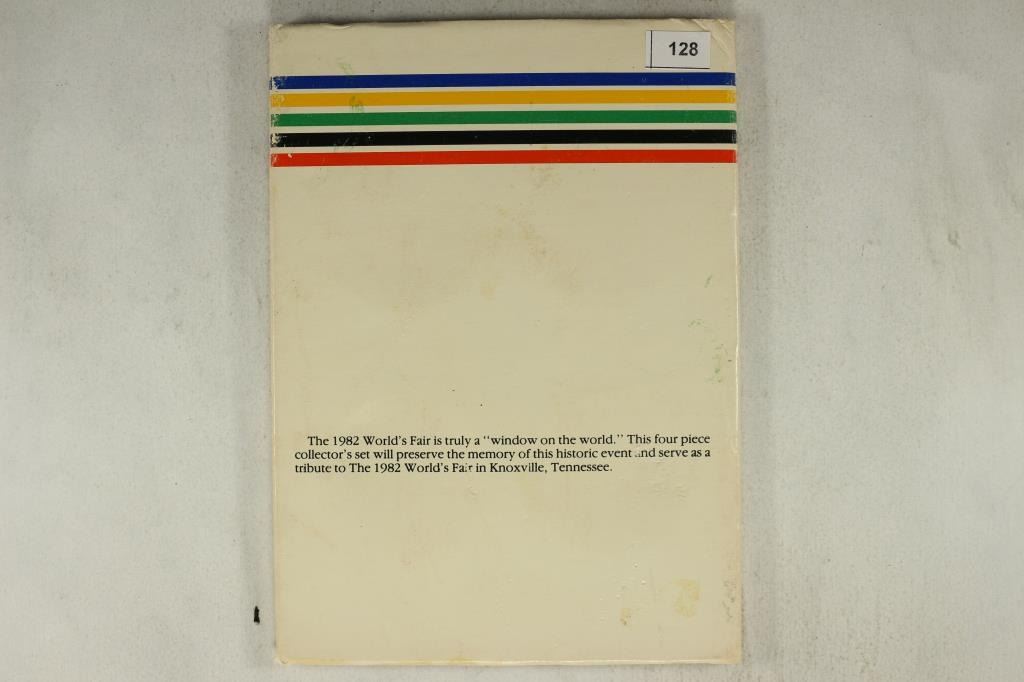 128
The 1982 World's Fair is truly a "window on the world." This four piece
collector's set will preserve the memory of this historic event and serve as a
tribute to The 1982 World's Fair in Knoxville, Tennessee.